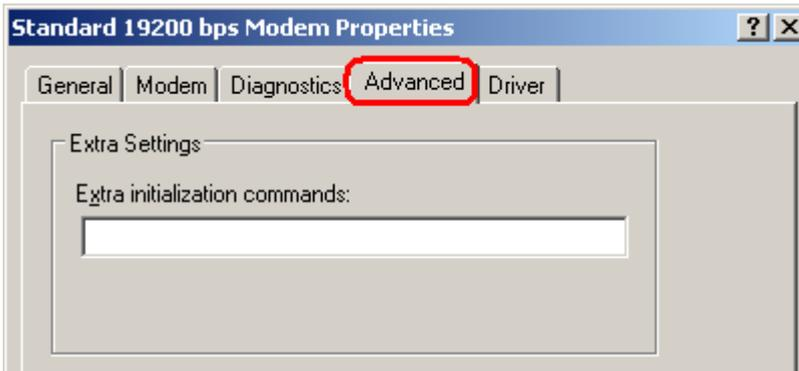 Standard 19200 bps Modem Properties ? ×
General Modem Diagnostics Advanced Driver
Extra Settings
Extra initialization commands: